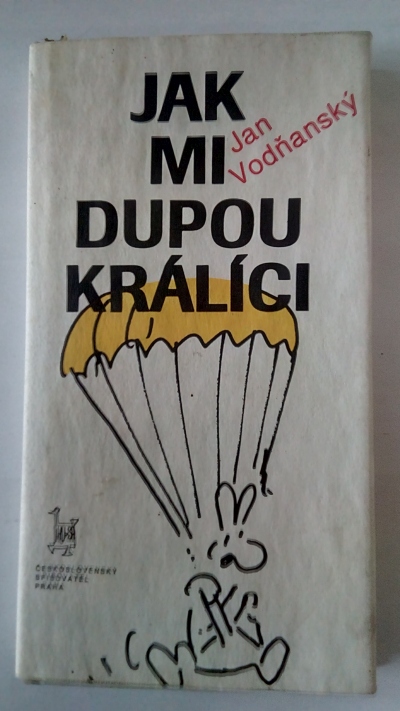 JAK
MI
DUPOU
KRÁLÍCI
Jan
Vodňanský
ČESKOSLOVENSKÝ
SPISOVATEL
PRAHA